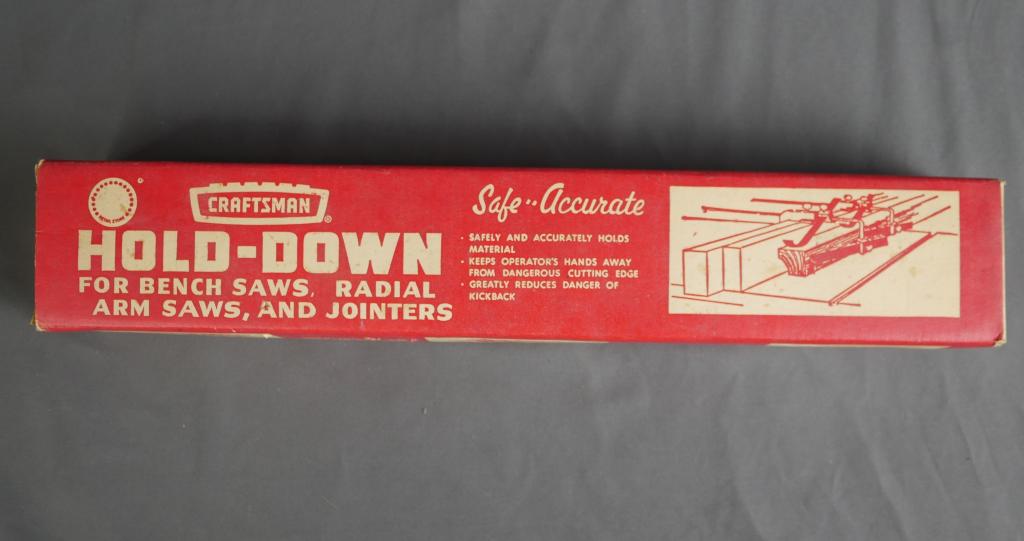 CRAFTSMAN®
HOLD-DOWN
FOR BENCH SAWS, RADIAL
ARM SAWS, AND JOINTERS
Safe·· Accurate
· SAFELY AND ACCURATELY HOLDS
MATERIAL
· KEEPS OPERATOR'S HANDS AWAY
FROM DANGEROUS CUTTING EDGE
· GREATLY REDUCES DANGER OF
KICKBACK